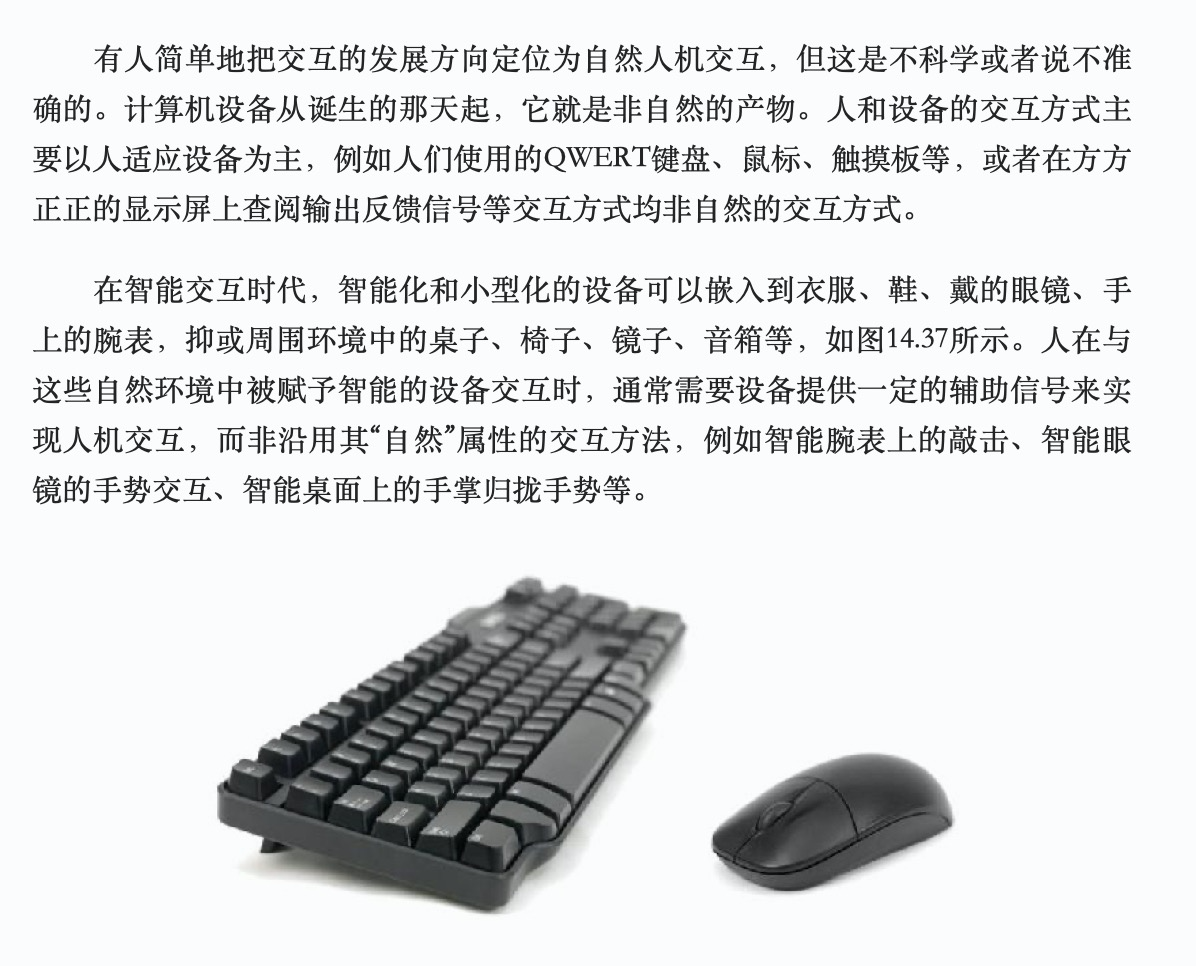 有人简单地把交互的发展方向定位为自然人机交互，但这是不科学或者说不准
确的。计算机设备从诞生的那天起，它就是非自然的产物。人和设备的交互方式主
要以人适应设备为主，例如人们使用的QWERT键盘、鼠标、触摸板等，或者在方方
正正的显示屏上查阅输出反馈信号等交互方式均非自然的交互方式。
在智能交互时代，智能化和小型化的设备可以嵌入到衣服、鞋、戴的眼镜、手
上的腕表，抑或周围环境中的桌子、椅子、镜子、音箱等，如图14.37所示。人在与
这些自然环境中被赋予智能的设备交互时，通常需要设备提供一定的辅助信号来实
现人机交互，而非沿用其“自然”属性的交互方法，例如智能腕表上的敲击、智能眼
镜的手势交互、智能桌面上的手掌归拢手势等。